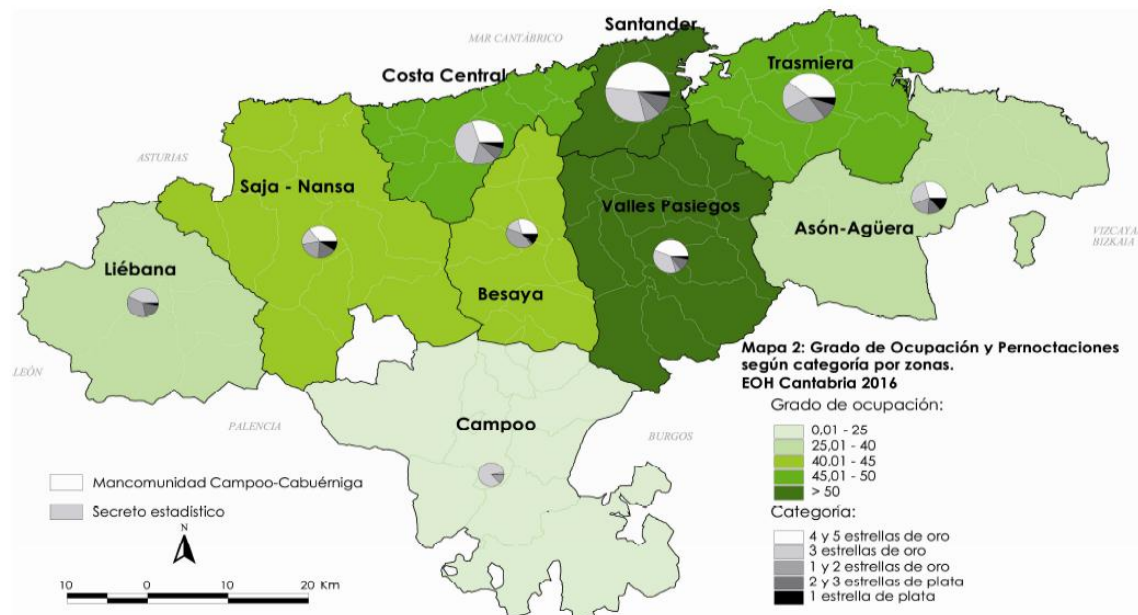 Santander
MAR CANTÁBRICO
Trasmiera
Costa Central
ASTURIAS
Saja - Nansa
Valles Pasiegos
Asón-Agüera
VIZCAYA
BIZKAIA
Liébana
Besaya
Mapa 2: Grado de Ocupación y Pernoctaciones
según categoría por zonas.
EOH Cantabria 2016
LEÓN
Grado de ocupación:
0,01 - 25
25,01 - 40
40,01 - 45
45,01 - 50
> 50
Campoo
PALENCIA
BURGOS
Mancomunidad Campoo-Cabuérniga
Secreto estadístico
Categoría:
4 y 5 estrellas de oro
3 estrellas de oro
1 y 2 estrellas de oro
2 y 3 estrellas de plata
1 estrella de plata
N
10 0 10 20 Km